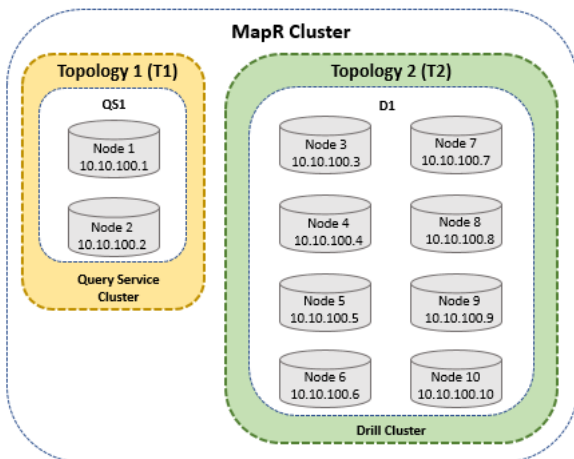 MapR Cluster
Topology 1 (T1)
QS1
Node 1
10.10.100.1
Node 2
10.10.100.2
Query Service
Cluster
Topology 2 (T2)
D1
Node 3
10.10.100.3
Node 7
10.10.100.7
Node 4
10.10.100.4
Node 8
10.10.100.8
Node 5
10.10.100.5
Node 9
10.10.100.9
Node 6
10.10.100.6
Node 10
10.10.100.10
Drill Cluster